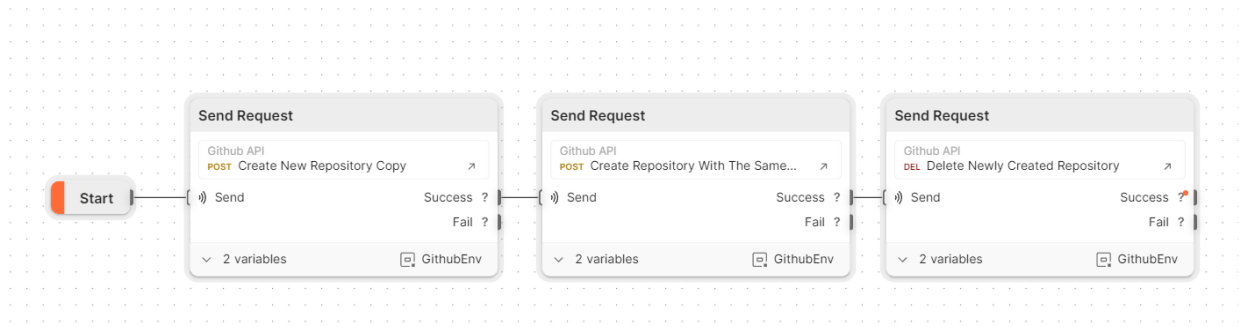 Start
Send Request
Github API
POST Create New Repository Copy
Send
Success ?
Fail ?
2 variables
GithubEnv
Send Request
Github API
POST Create Repository With The Same...
Send
Success ?
Fail ?
2 variables
GithubEnv
Send Request
Github API
DEL Delete Newly Created Repository
Send
Success ?
Fail ?
2 variables
GithubEnv